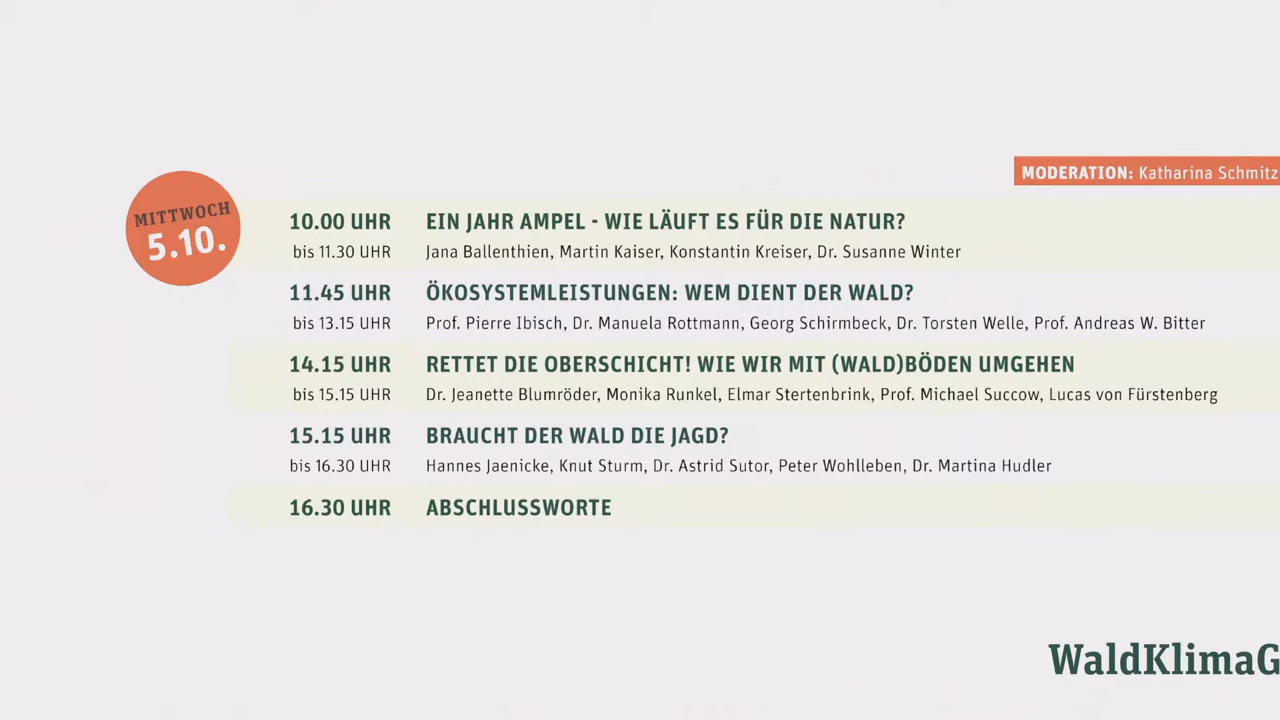 MODERATION: Katharina Schmitz
MITTWOCH
5.10.
10.00 UHR EIN JAHR AMPEL - WIE LÄUFT ES FÜR DIE NATUR?
bis 11.30 UHR Jana Ballenthien, Martin Kaiser, Konstantin Kreiser, Dr. Susanne Winter
11.45 UHR ÖKOSYSTEMLEISTUNGEN: WEM DIENT DER WALD?
bis 13.15 UHR Prof. Pierre Ibisch, Dr. Manuela Rottmann, Georg Schirmbeck, Dr. Torsten Welle, Prof. Andreas W. Bitter
14.15 UHR RETTET DIE OBERSCHICHT! WIE WIR MIT (WALD)BÖDEN UMGEHEN
bis 15.15 UHR Dr. Jeanette Blumröder, Monika Runkel, Elmar Stertenbrink, Prof. Michael Succow, Lucas von Fürstenberg
15.15 UHR BRAUCHT DER WALD DIE JAGD?
bis 16.30 UHR Hannes Jaenicke, Knut Sturm, Dr. Astrid Sutor, Peter Wohlleben, Dr. Martina Hudler
16.30 UHR ABSCHLUSSWORTE
WaldKlimaG